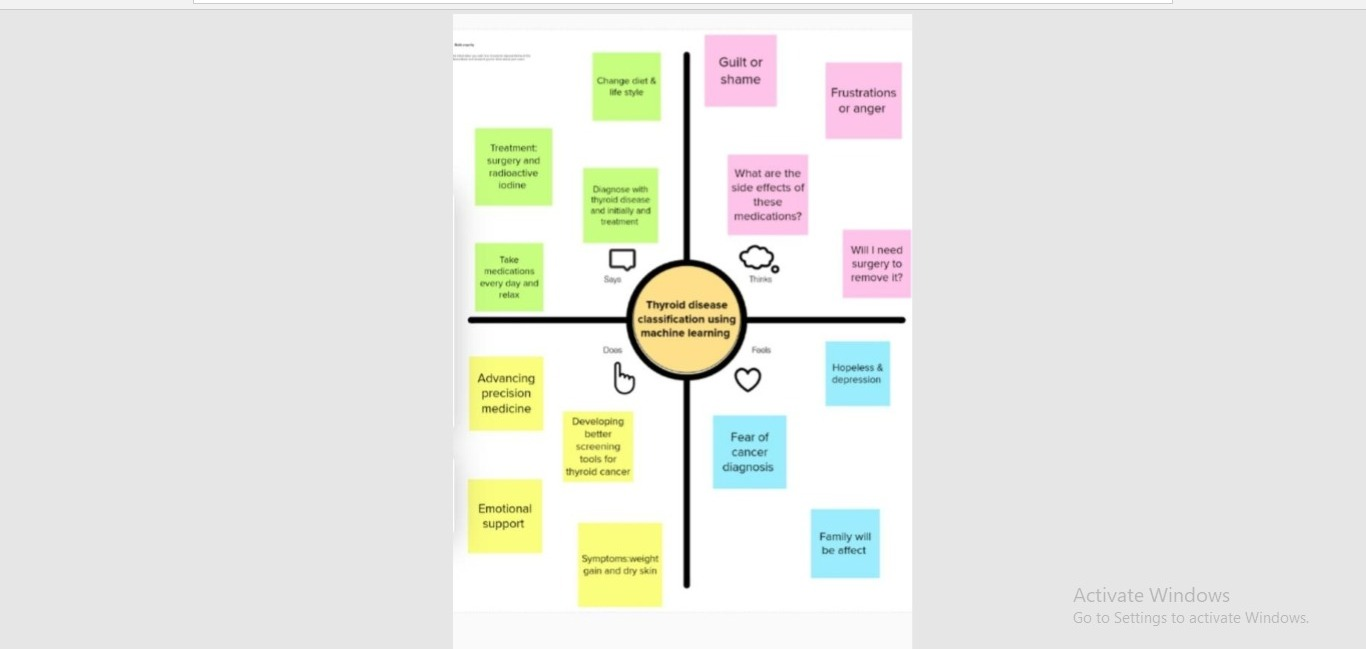 Change diet &
life style
Treatment:
surgery and
radioactive
iodine
Diagnose with
thyroid disease
and initially and
treatment
Take
medications
every day and
relax
Says
Guilt or
shame
Frustrations
or anger
What are the
side effects of
these
medications?
Will I need
surgery to
remove it?
Thinks
Thyroid disease
classification using
machine learning
Does
Advancing
precision
medicine
Developing
better
screening
tools for
thyroid cancer
Emotional
support
Symptoms:weight
gain and dry skin
Feels
Hopeless &
depression
Fear of
cancer
diagnosis
Family will
be affect
Activate Windows
Go to Settings to activate Windows.